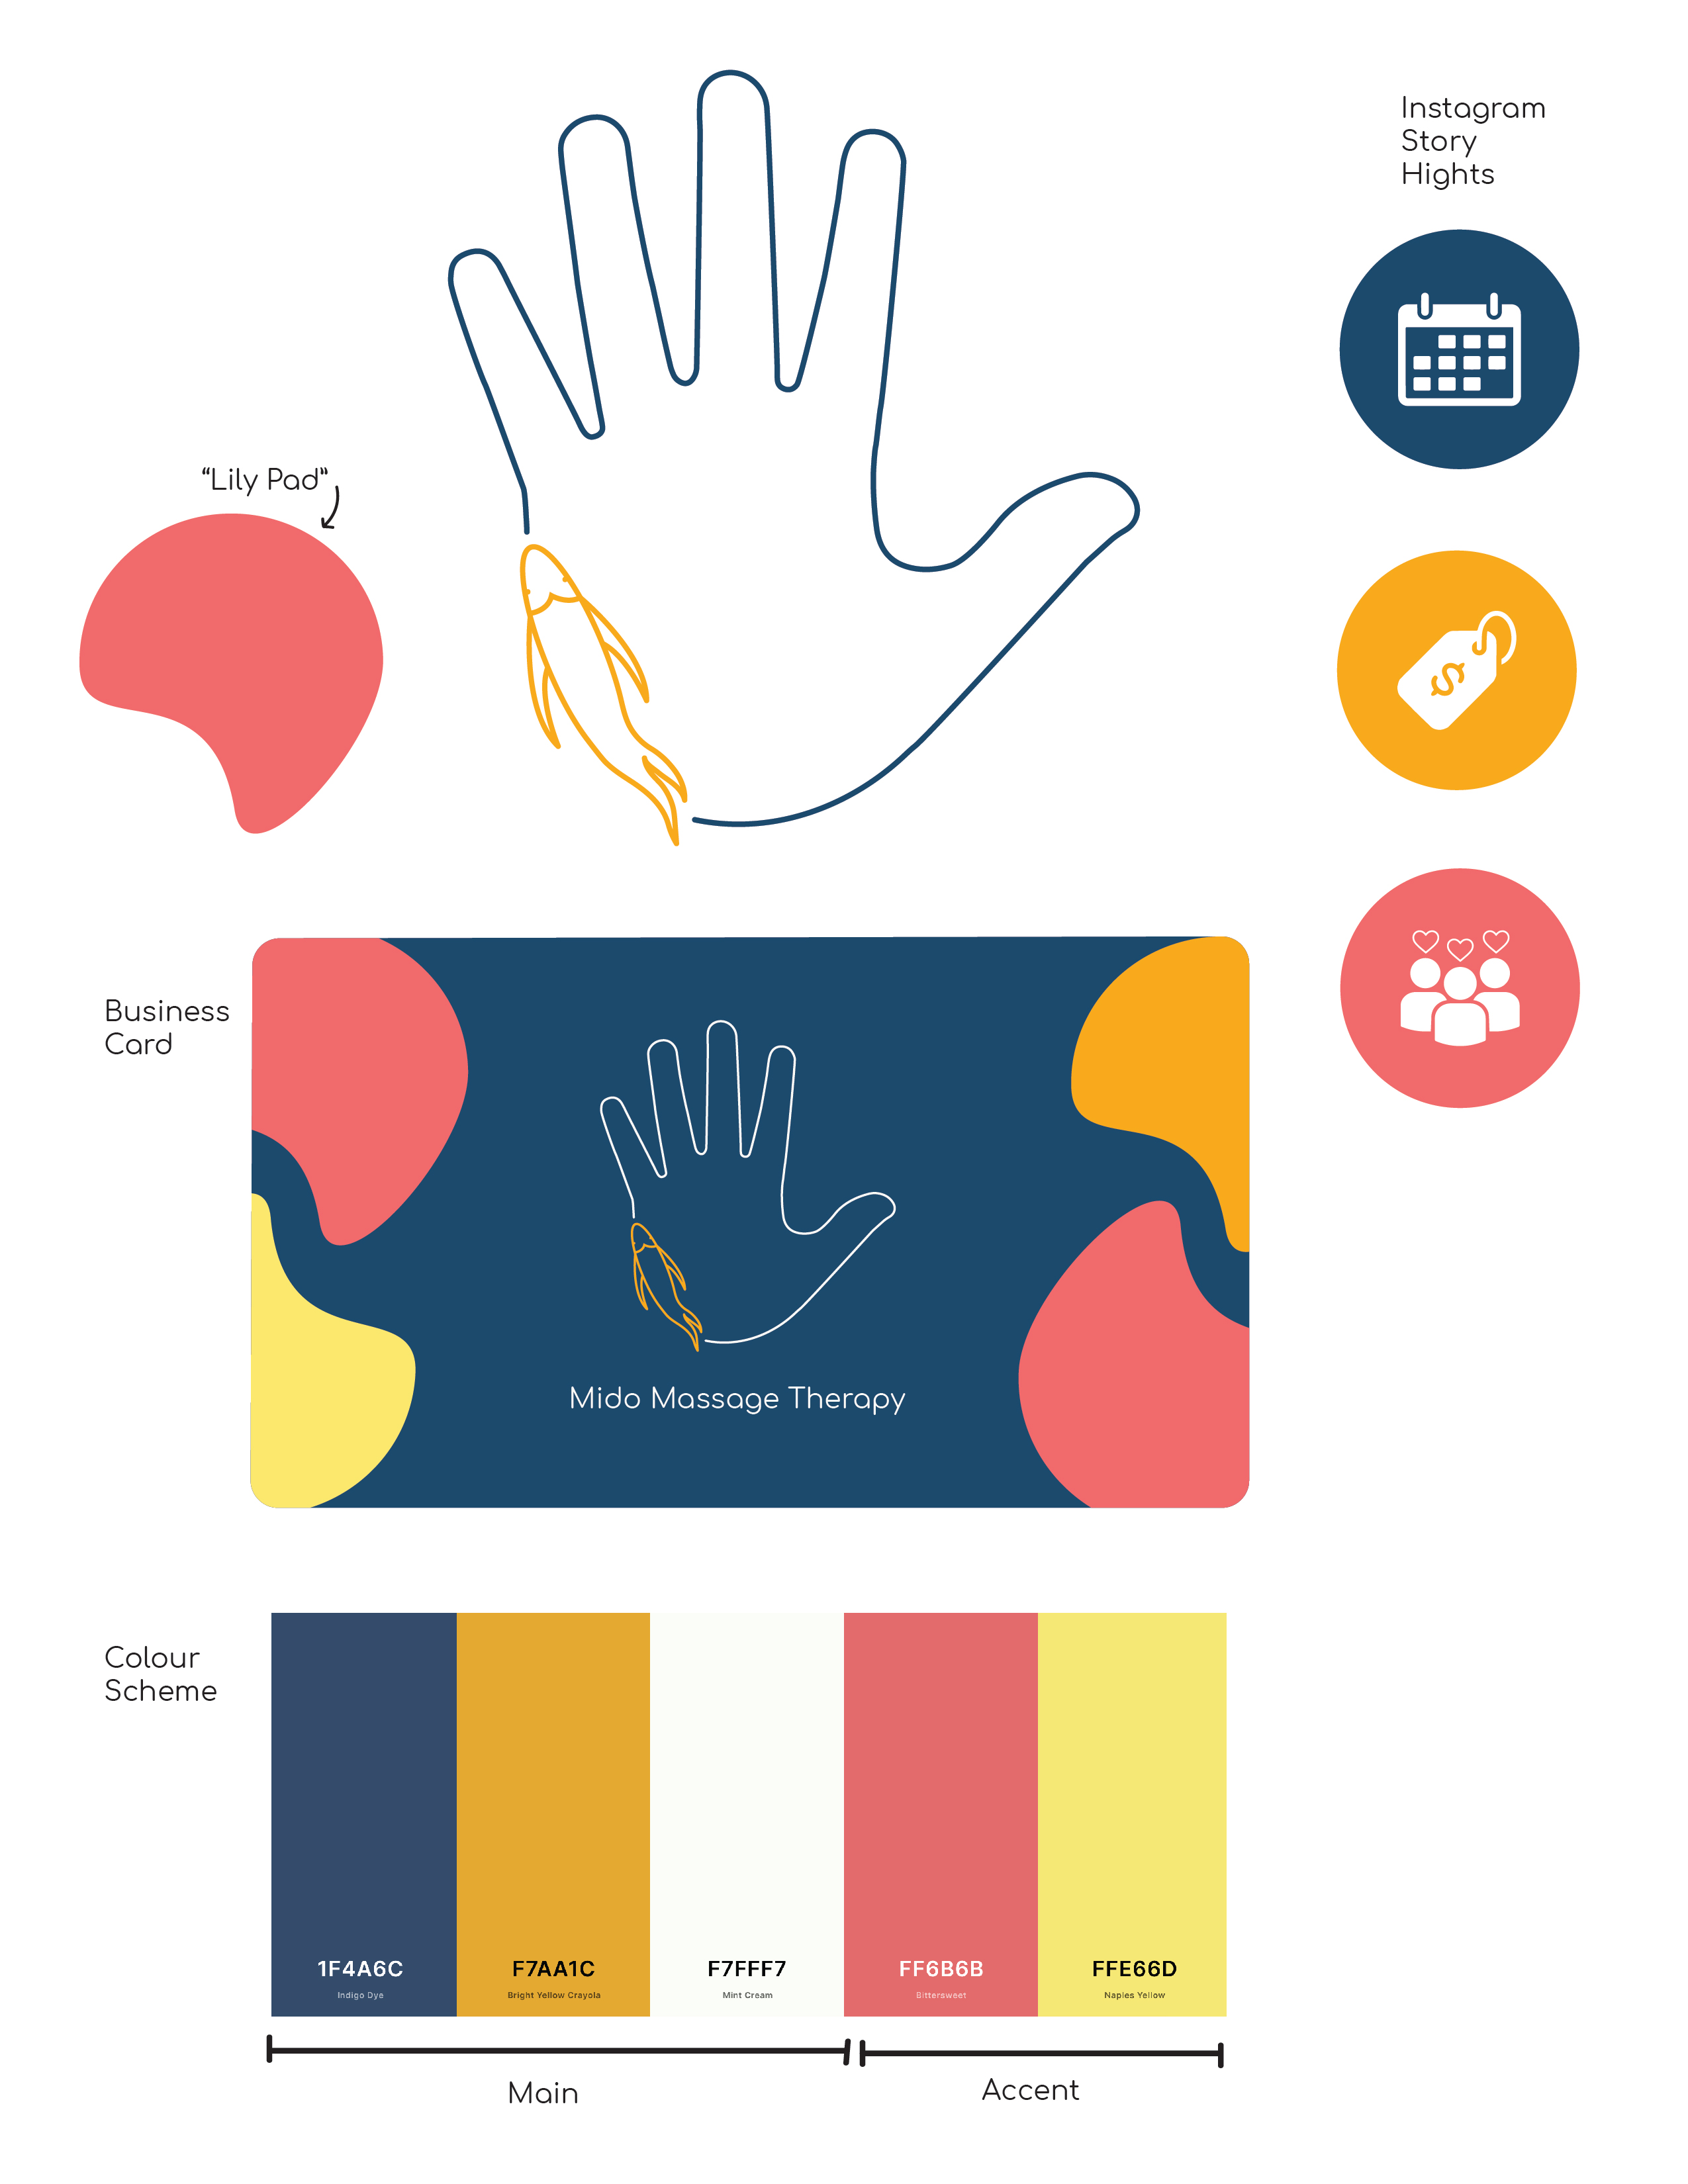 Instagram
Story
Hights
“Lily Pad”
$
Business
Card
Mido Massage Therapy
Colour
Scheme
1F4A6C
Indigo Dye
F7AA1C
Bright Yellow Crayola
F7FFF7
Mint Cream
FF6B6B
Bittersweet
FFE66D
Naples Yellow
Main
Accent